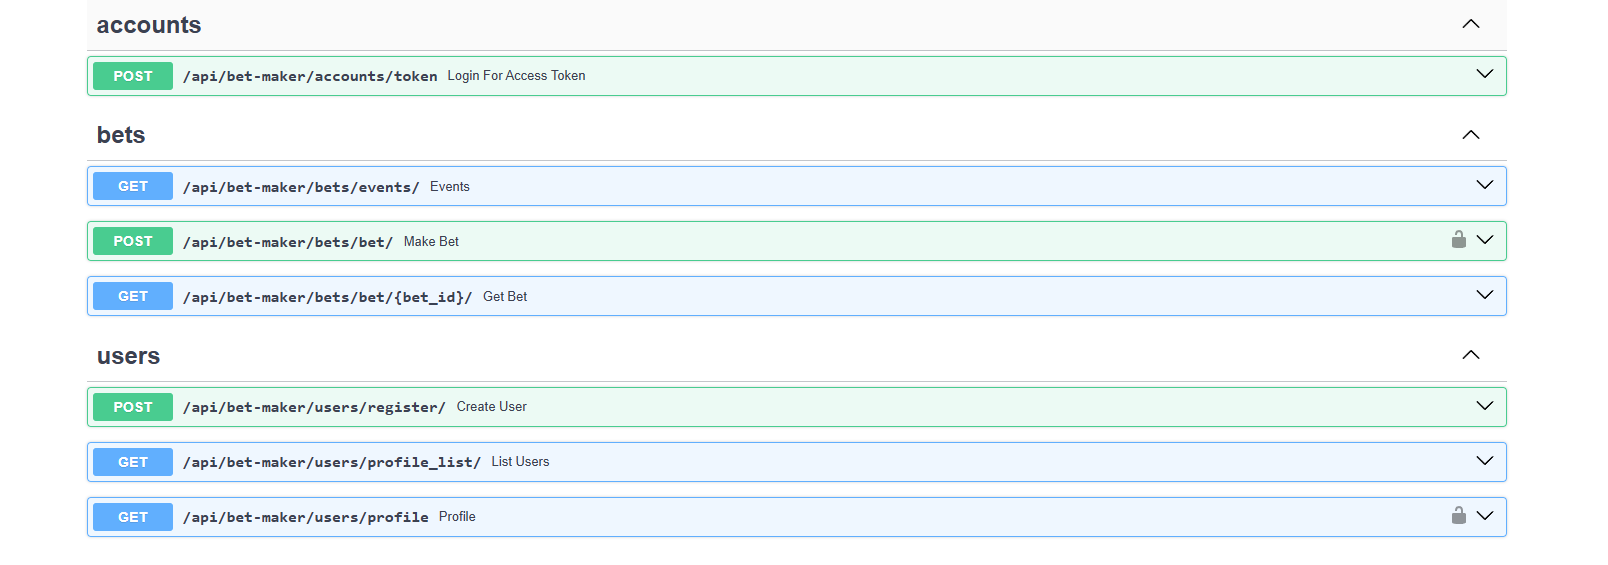 accounts
POST /api/bet-maker/accounts/token Login For Access Token
bets
GET /api/bet-maker/bets/events/ Events
POST /api/bet-maker/bets/bet/ Make Bet
GET /api/bet-maker/bets/bet/{bet_id}/ Get Bet
users
POST /api/bet-maker/users/register/ Create User
GET /api/bet-maker/users/profile_list/ List Users
GET /api/bet-maker/users/profile Profile